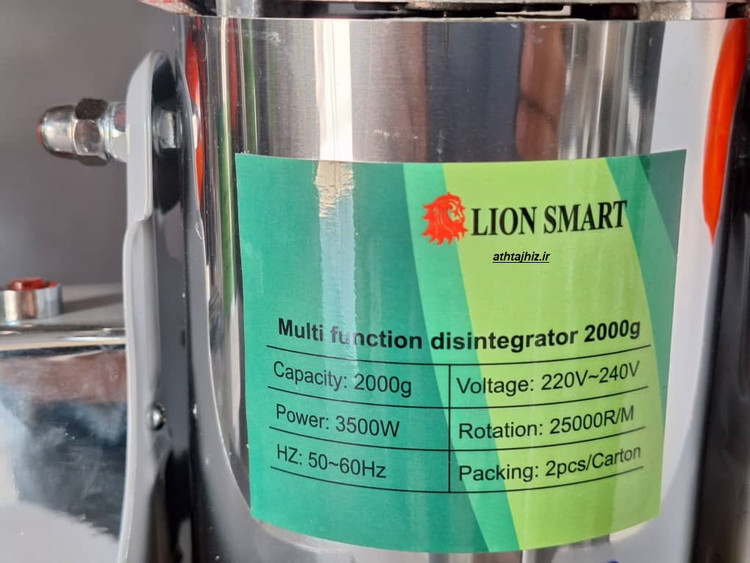 LION SMART
athtajhiz.ir
Multi function disintegrator 2000g
Capacity: 2000g
Voltage: 220V~240V
Power: 3500W
Rotation: 25000R/M
HZ: 50~60Hz
Packing: 2pcs/Carton